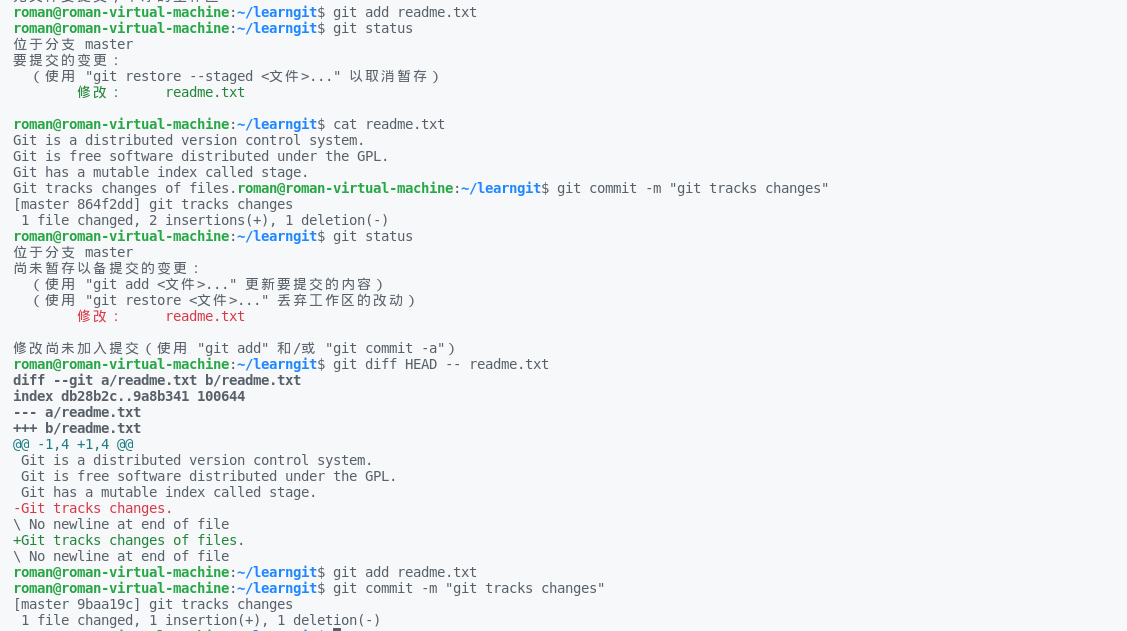 roman@roman-virtual-machine:~/learngit$ git add readme.txt
roman@roman-virtual-machine:~/learngit$ git status
位于分支 master
要提交的变更：
  （使用 "git restore --staged <文件>..." 以取消暂存）
        修改：     readme.txt

roman@roman-virtual-machine:~/learngit$ cat readme.txt
Git is a distributed version control system.
Git is free software distributed under the GPL.
Git has a mutable index called stage.
Git tracks changes of files.roman@roman-virtual-machine:~/learngit$ git commit -m "git tracks changes"
[master 864f2dd] git tracks changes
 1 file changed, 2 insertions(+), 1 deletion(-)
roman@roman-virtual-machine:~/learngit$ git status
位于分支 master
尚未暂存以备提交的变更：
  （使用 "git add <文件>..." 更新要提交的内容）
  （使用 "git restore <文件>..." 丢弃工作区的改动）
        修改：     readme.txt

修改尚未加入提交（使用 "git add" 和/或 "git commit -a"）
roman@roman-virtual-machine:~/learngit$ git diff HEAD -- readme.txt
diff --git a/readme.txt b/readme.txt
index db28b2c..9a8b341 100644
--- a/readme.txt
+++ b/readme.txt
@@ -1,4 +1,4 @@
 Git is a distributed version control system.
 Git is free software distributed under the GPL.
 Git has a mutable index called stage.
-Git tracks changes.
\ No newline at end of file
+Git tracks changes of files.
\ No newline at end of file
roman@roman-virtual-machine:~/learngit$ git add readme.txt
roman@roman-virtual-machine:~/learngit$ git commit -m "git tracks changes"
[master 9baa19c] git tracks changes
 1 file changed, 1 insertion(+), 1 deletion(-)